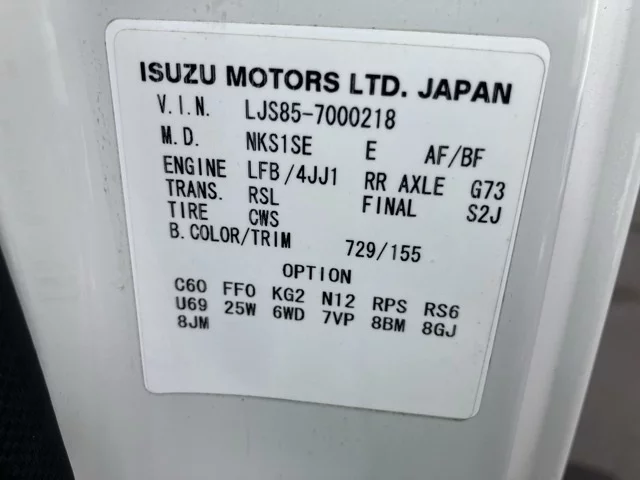 ISUZU MOTORS LTD. JAPAN
V.I.N. LJS85-7000218
M.D. NKS1SE E AF/BF
ENGINE LFB/4JJ1 RR AXLE G73
TRANS. RSL FINAL S2J
TIRE CWS
B.COLOR/TRIM 729/155
OPTION
C60 FF0 KG2 N12 RPS RS6
U69 25W 6WD 7VP 8BM 8GJ
8JM